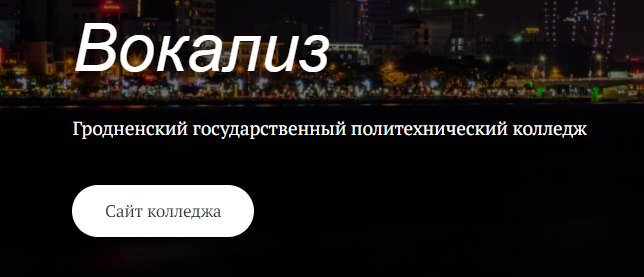 Вокализ
Гродненский государственный политехнический колледж
Сайт колледжа